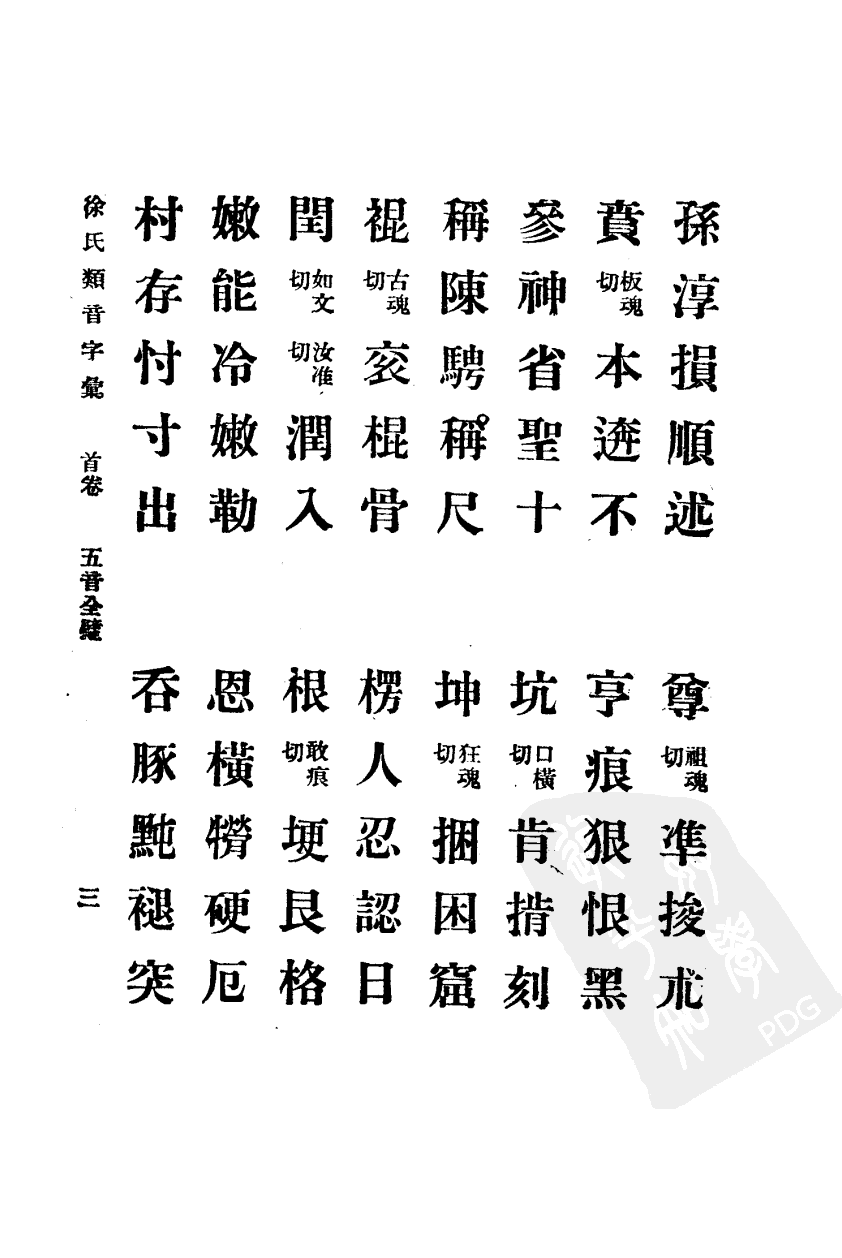 孫淳損順述
賁板魂切本逩不
參神省聖十
稱陳騁稱尺
裩古魂切衮棍骨
閏如文切汝准切潤入
嫩能冷嫩勒
村存忖寸出
尊祖魂切准捘朮
亨痕狠恨黑
坑口橫切肯掯刻
坤狂魂切捆困窟
楞人忍認日
根敢痕切埂艮格
恩橫㬹硬厄
吞豚黗褪突
徐氏類音字彙 首卷 五音全譜 三
PDG